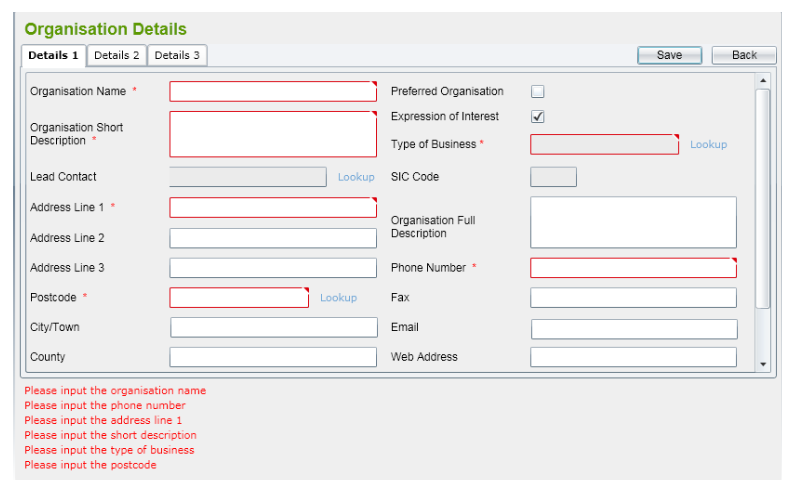 Organisation Details
Details 1 Details 2 Details 3 Save Back
Organisation Name * Preferred Organisation
Expression of Interest
Organisation Short
Description *
Type of Business * Lookup
Lead Contact Lookup SIC Code
Address Line 1 *
Organisation Full
Description
Address Line 2
Address Line 3 Phone Number *
Postcode * Lookup Fax
City/Town Email
County Web Address
Please input the organisation name
Please input the phone number
Please input the address line 1
Please input the short description
Please input the type of business
Please input the postcode